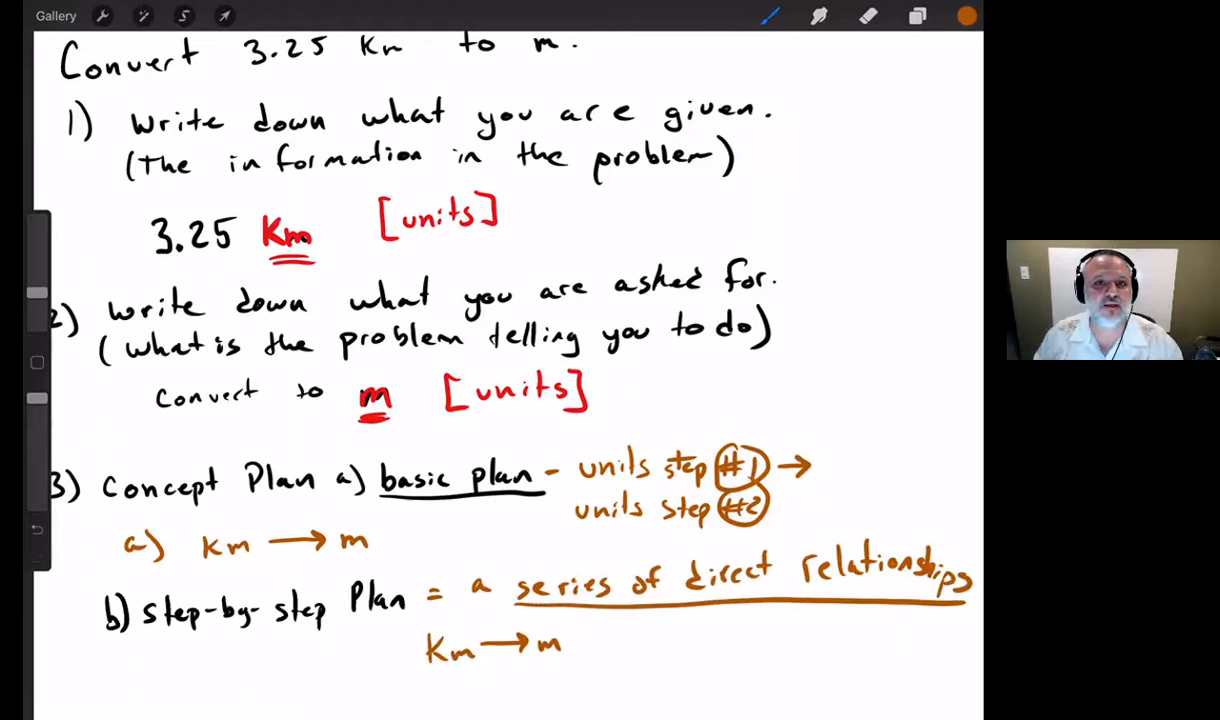 Gallery
Convert 3.25 Km to m.
1) Write down what you are given.
(The information in the problem)
3.25 Km [units]
2) Write down what you are asked for.
(What is the problem telling you to do)
Convert to m [units]
3) Concept Plan a) basic plan - units step #1 →
units step #2
a) Km → m
b) step-by-step Plan = a series of direct relationships
Km → m